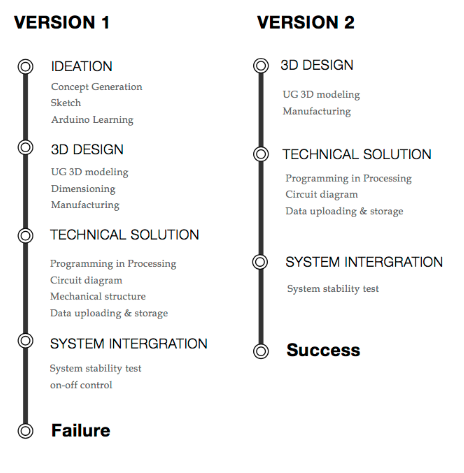 VERSION 1
IDEATION
Concept Generation
Sketch
Arduino Learning
3D DESIGN
UG 3D modeling
Dimensioning
Manufacturing
TECHNICAL SOLUTION
Programming in Processing
Circuit diagram
Mechanical structure
Data uploading & storage
SYSTEM INTERGRATION
System stability test
on-off control
Failure
VERSION 2
3D DESIGN
UG 3D modeling
Manufacturing
TECHNICAL SOLUTION
Programming in Processing
Circuit diagram
Data uploading & storage
SYSTEM INTERGRATION
System stability test
Success